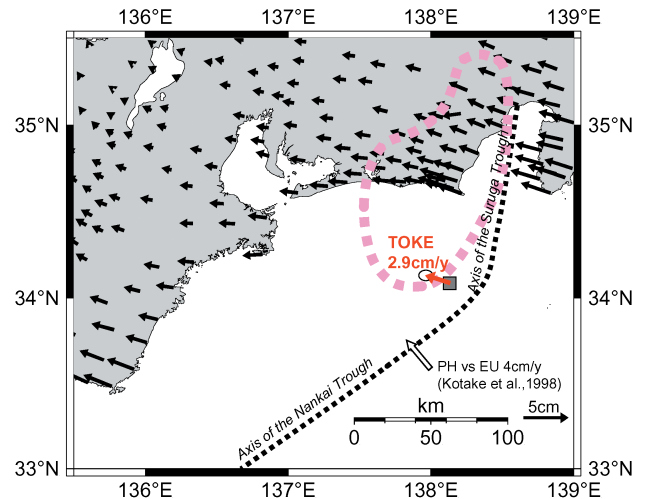 136°E 137°E 138°E 139°E
35°N 35°N
Axis of the Suruga Trough
TOKE
2.9cm/y
34°N 34°N
PH vs EU 4cm/y
(Kotake et al.,1998)
Axis of the Nankai Trough
km 5cm
0 50 100
33°N 33°N
136°E 137°E 138°E 139°E